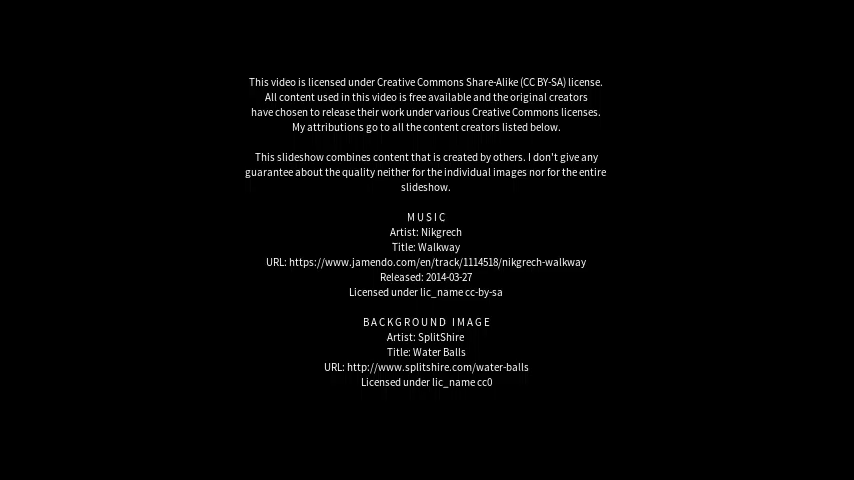 This video is licensed under Creative Commons Share-Alike (CC BY-SA) license.
All content used in this video is free available and the original creators
have chosen to release their work under various Creative Commons licenses.
My attributions go to all the content creators listed below.
This slideshow combines content that is created by others. I don't give any
guarantee about the quality neither for the individual images nor for the entire
slideshow.
MUSIC
Artist: Nikgrech
Title: Walkway
URL: https://www.jamendo.com/en/track/1114518/nikgrech-walkway
Released: 2014-03-27
Licensed under lic_name cc-by-sa
BACKGROUND IMAGE
Artist: SplitShire
Title: Water Balls
URL: http://www.splitshire.com/water-balls
Licensed under lic_name cc0